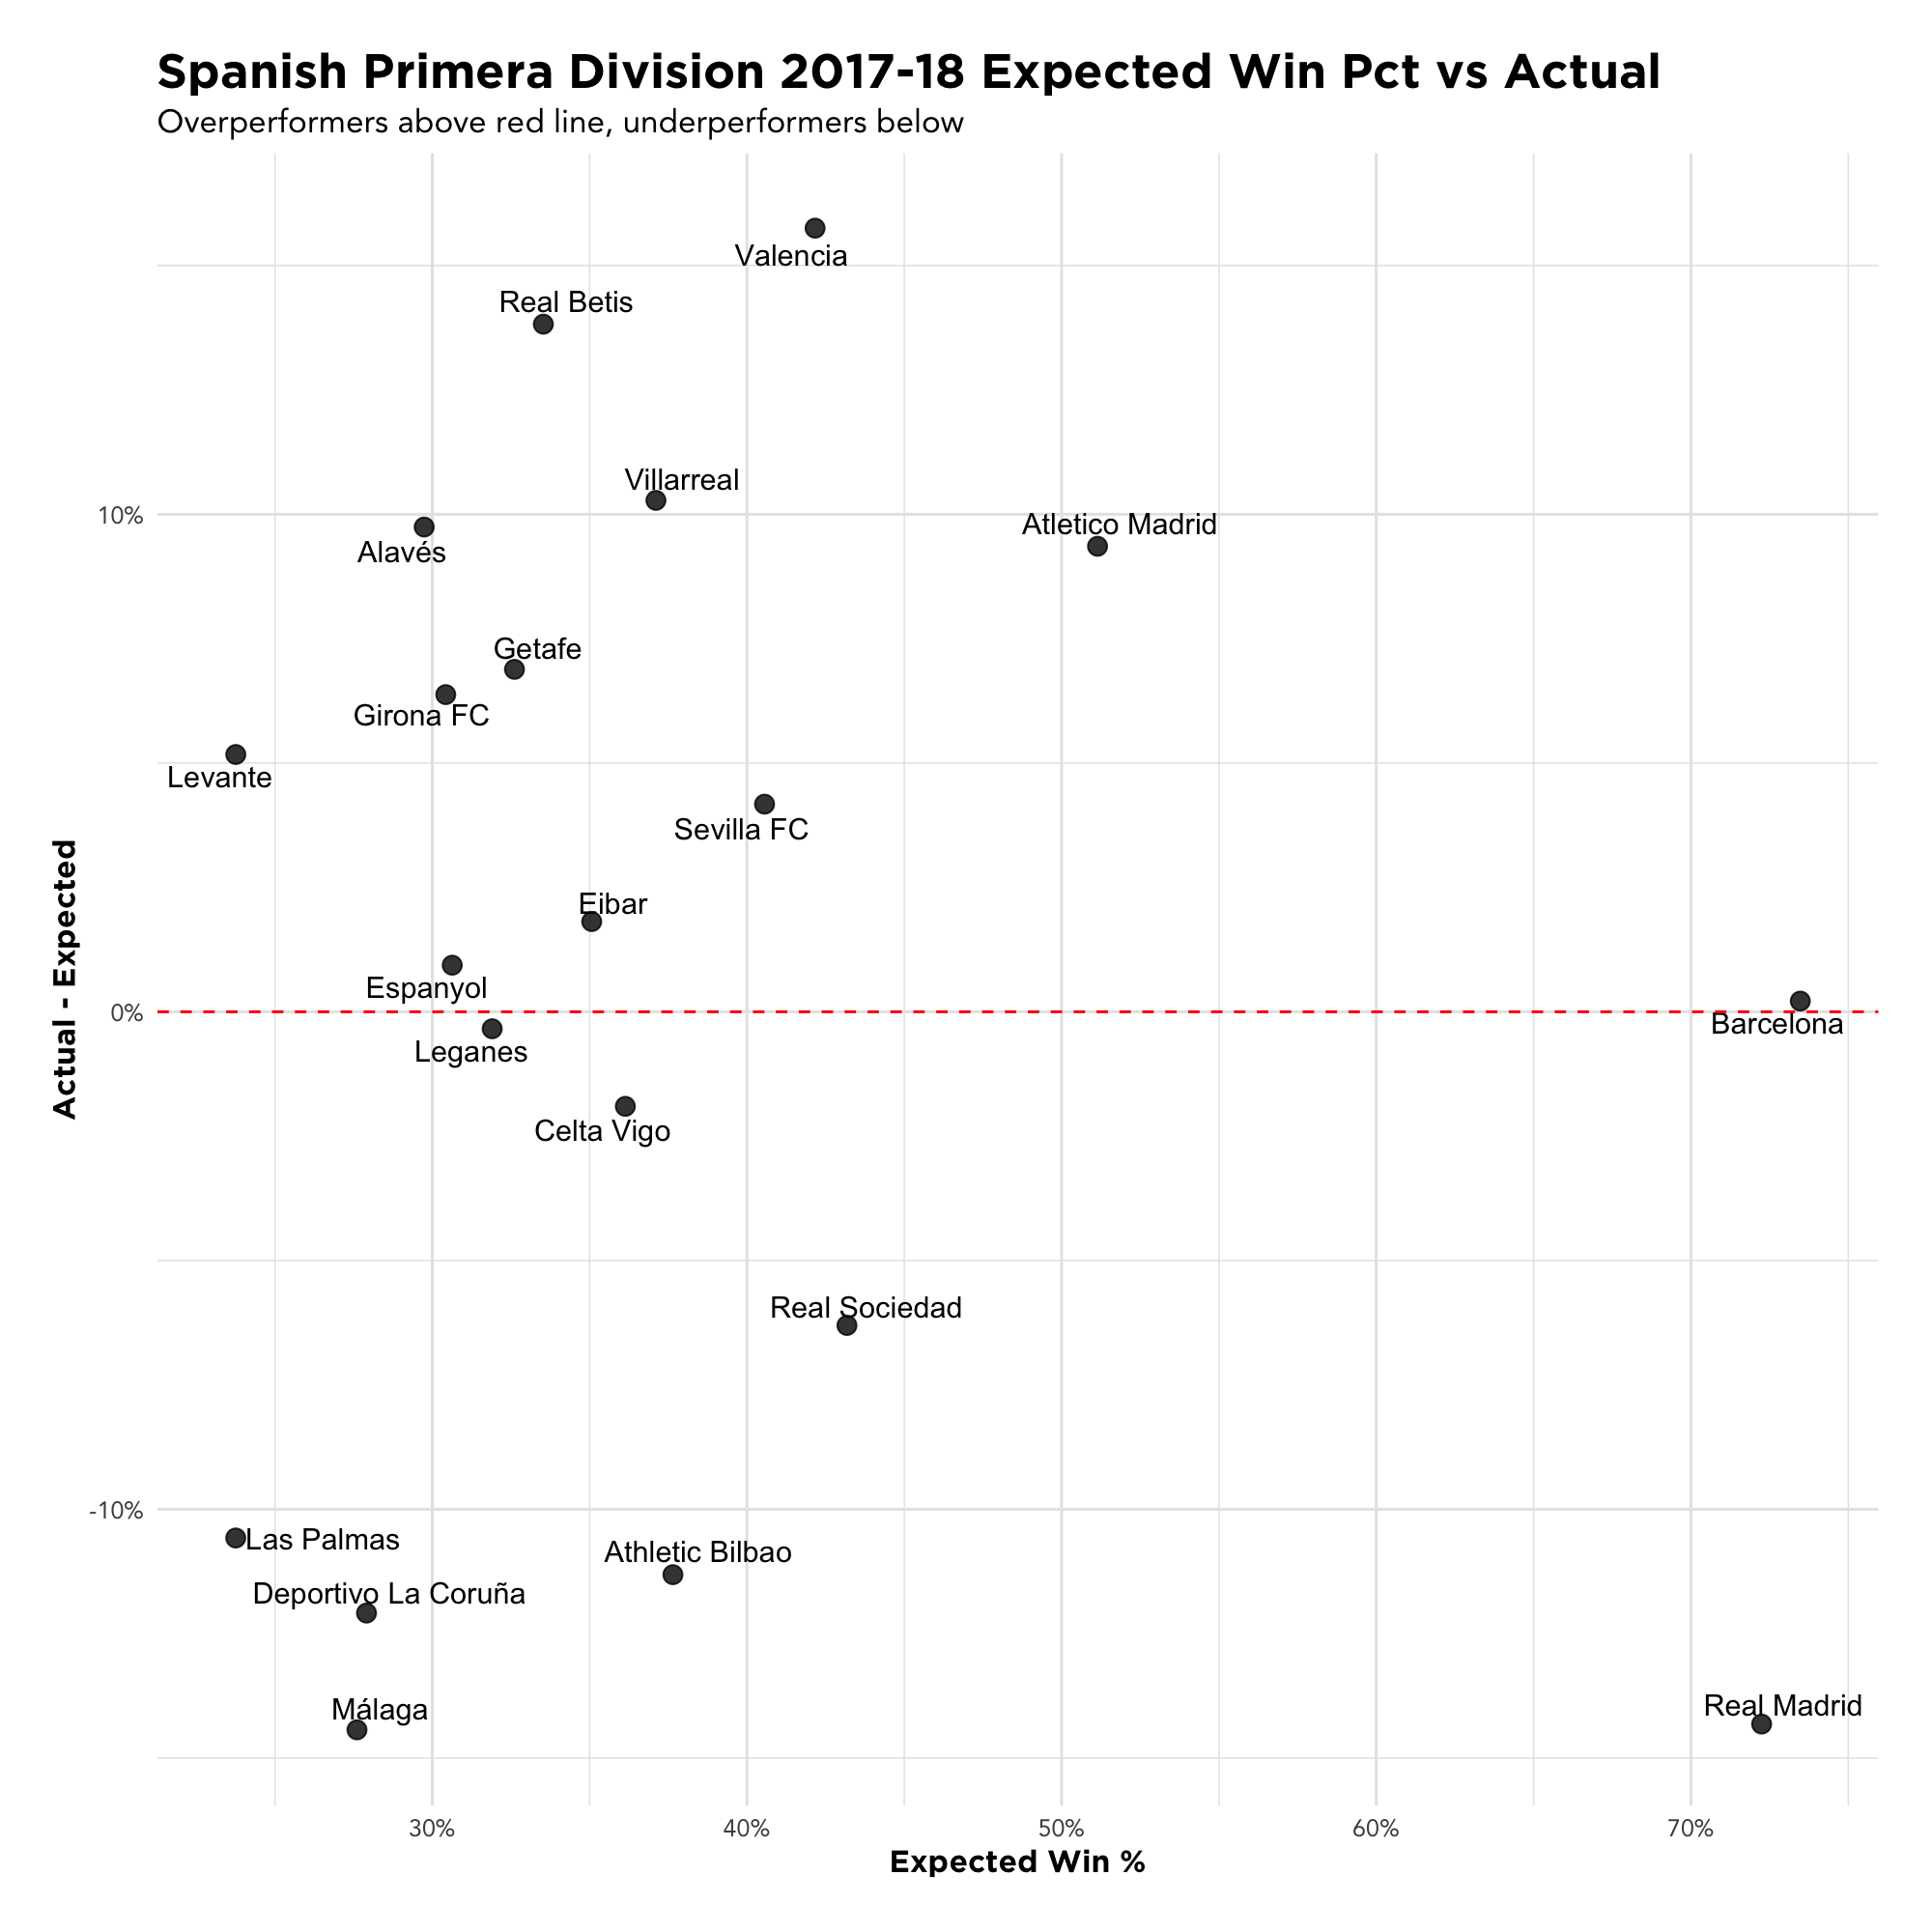 Spanish Primera Division 2017-18 Expected Win Pct vs Actual
Overperformers above red line, underperformers below
Valencia
Real Betis
Villarreal
10%
Atletico Madrid
Alavés
Getafe
Girona FC
Levante
Sevilla FC
Eibar
Espanyol
0%
Barcelona
Leganes
Celta Vigo
Actual - Expected
Real Sociedad
-10%
Las Palmas
Athletic Bilbao
Deportivo La Coruña
Málaga
Real Madrid
30% 40% 50% 60% 70%
Expected Win %